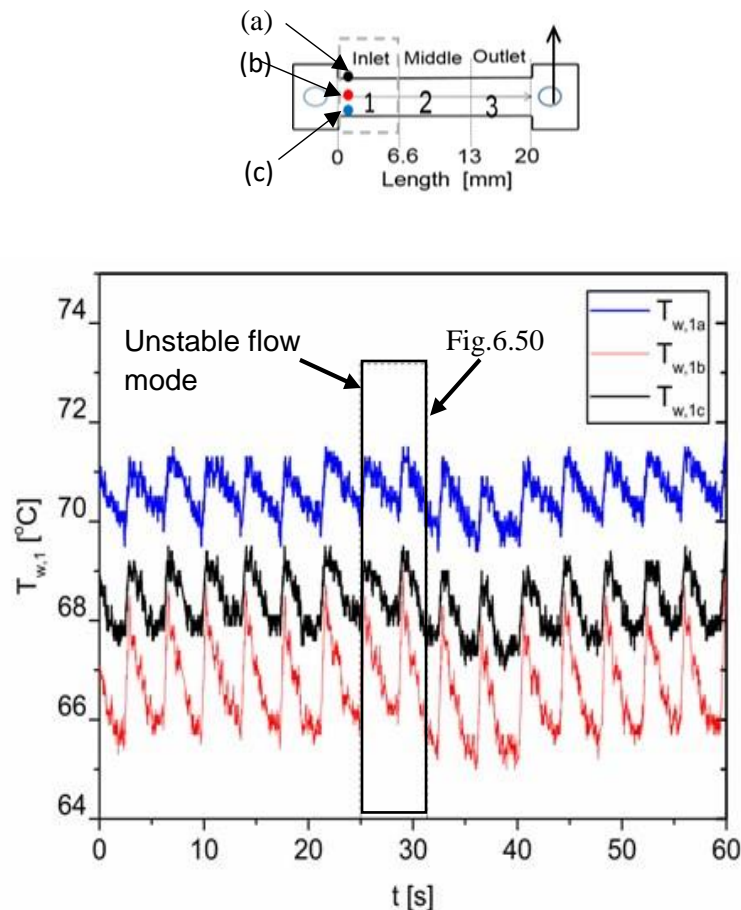 (a)
Inlet Middle Outlet
(b)
1 2 3
(c)
0 6.6 13 20
Length [mm]
74
72
70
68
66
64
T_w,1 [°C]
Unstable flow
mode
Fig.6.50
T_w,1a
T_w,1b
T_w,1c
0 10 20 30 40 50 60
t [s]